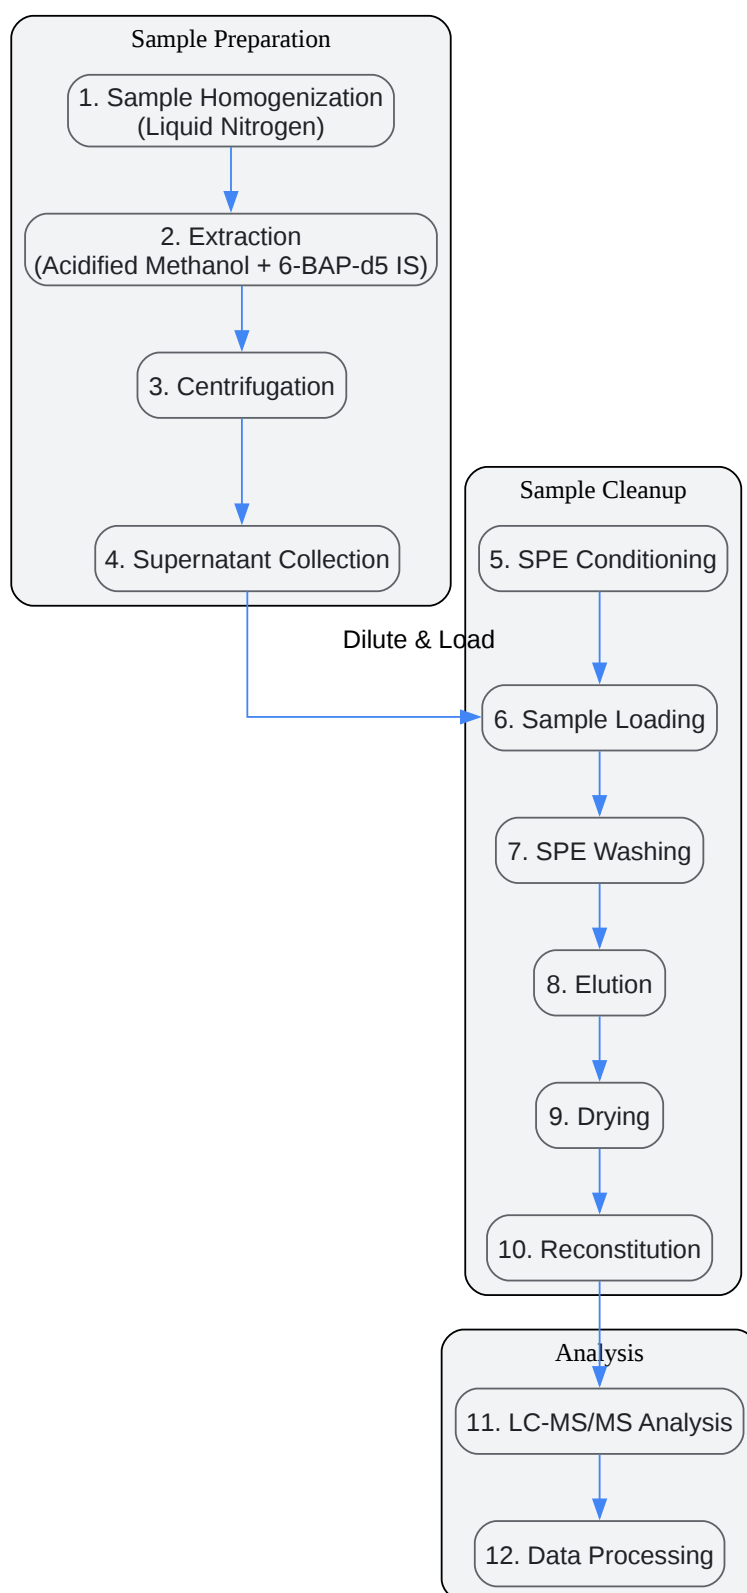 Sample Preparation
1. Sample Homogenization
(Liquid Nitrogen)
2. Extraction
(Acidified Methanol + 6-BAP-d5 IS)
3. Centrifugation
4. Supernatant Collection
Dilute & Load
Sample Cleanup
5. SPE Conditioning
6. Sample Loading
7. SPE Washing
8. Elution
9. Drying
10. Reconstitution
Analysis
11. LC-MS/MS Analysis
12. Data Processing